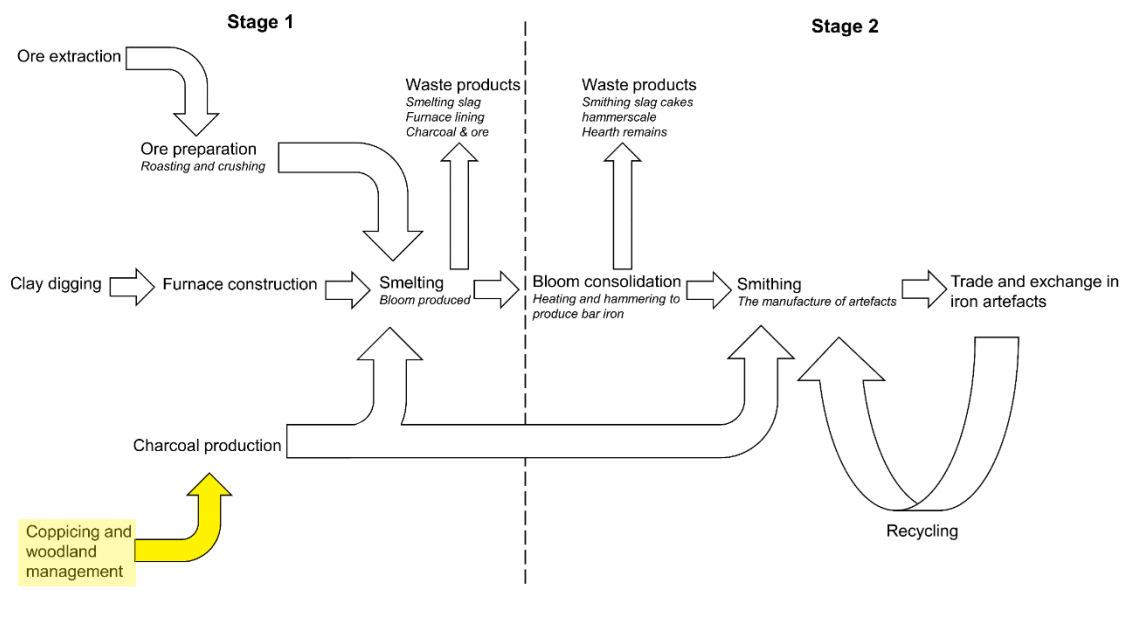 Stage 1
Stage 2
Ore extraction
Waste products
Smelting slag
Furnace lining
Charcoal & ore
Waste products
Smithing slag cakes
hammerscale
Hearth remains
Ore preparation
Roasting and crushing
Clay digging
Furnace construction
Smelting
Bloom produced
Bloom consolidation
Heating and hammering to
produce bar iron
Smithing
The manufacture of artefacts
Trade and exchange in
iron artefacts
Charcoal production
Coppicing and
woodland
management
Recycling